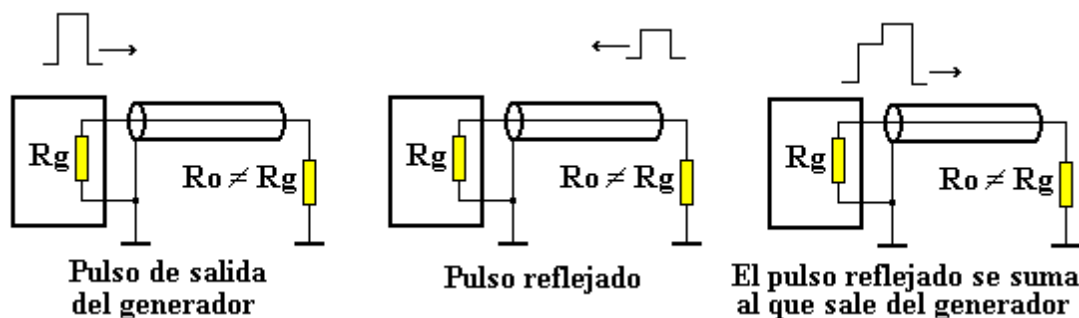 Rg
Ro ≠ Rg
Pulso de salida
del generador
Rg
Ro ≠ Rg
Pulso reflejado
Rg
Ro ≠ Rg
El pulso reflejado se suma
al que sale del generador